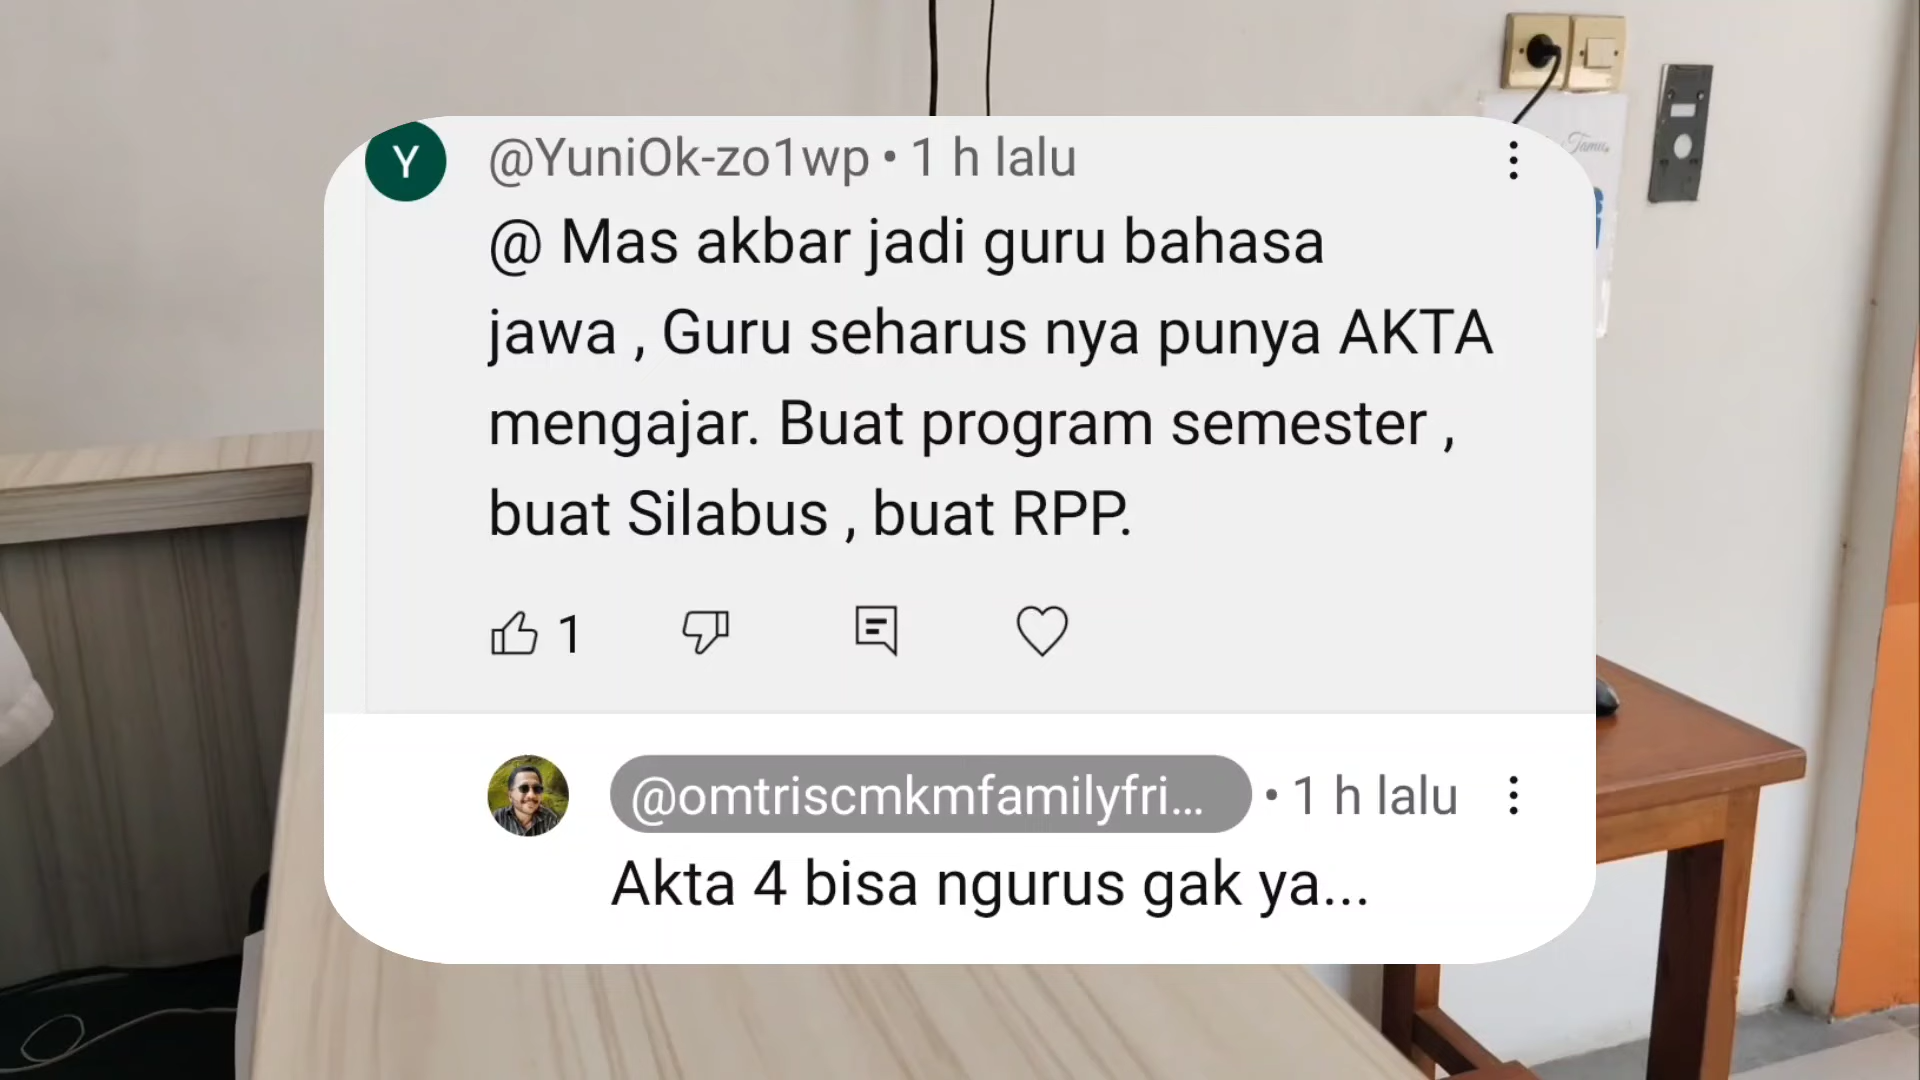 Y
@YuniOk-zo1wp • 1 h lalu
@ Mas akbar jadi guru bahasa
jawa , Guru seharus nya punya AKTA
mengajar. Buat program semester ,
buat Silabus , buat RPP.
1
@omtriscmkmfamilyfri... • 1 h lalu
Akta 4 bisa ngurus gak ya...
Tamu